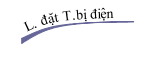 L. đặt T.bị điện